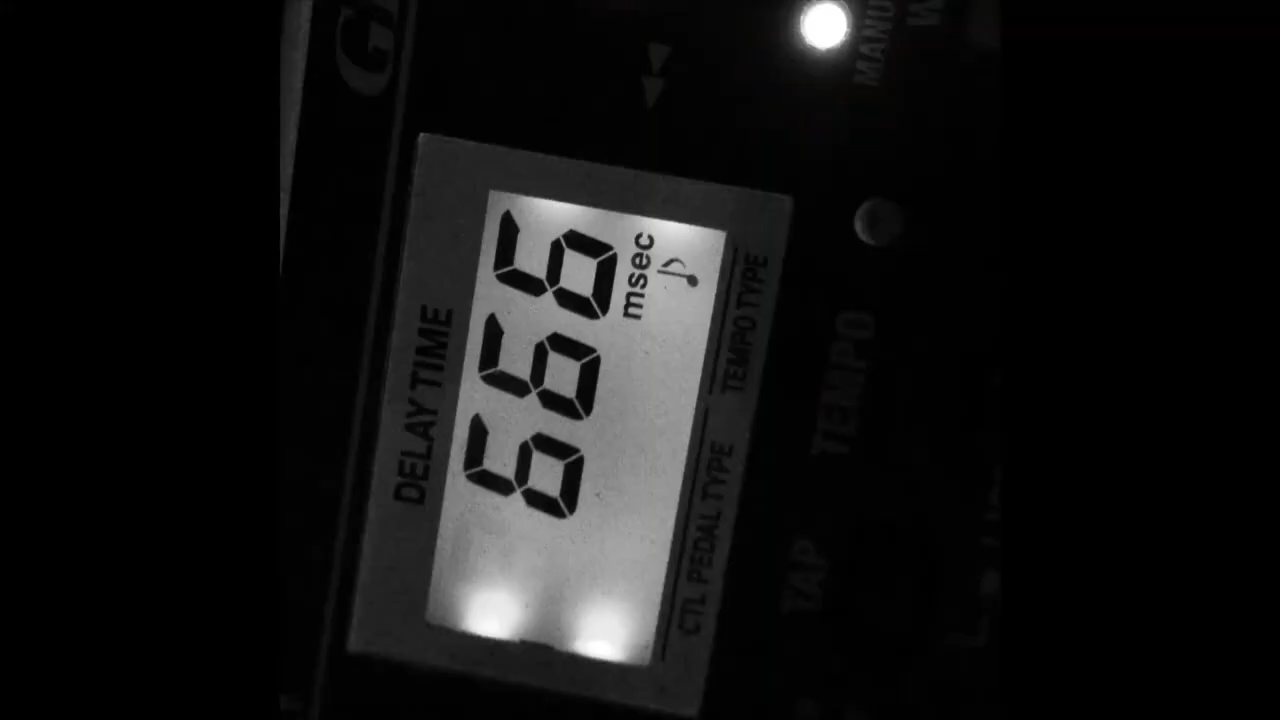 DELAY TIME
666
msec
CTL PEDAL TYPE
TEMPO TYPE
TAP TEMPO